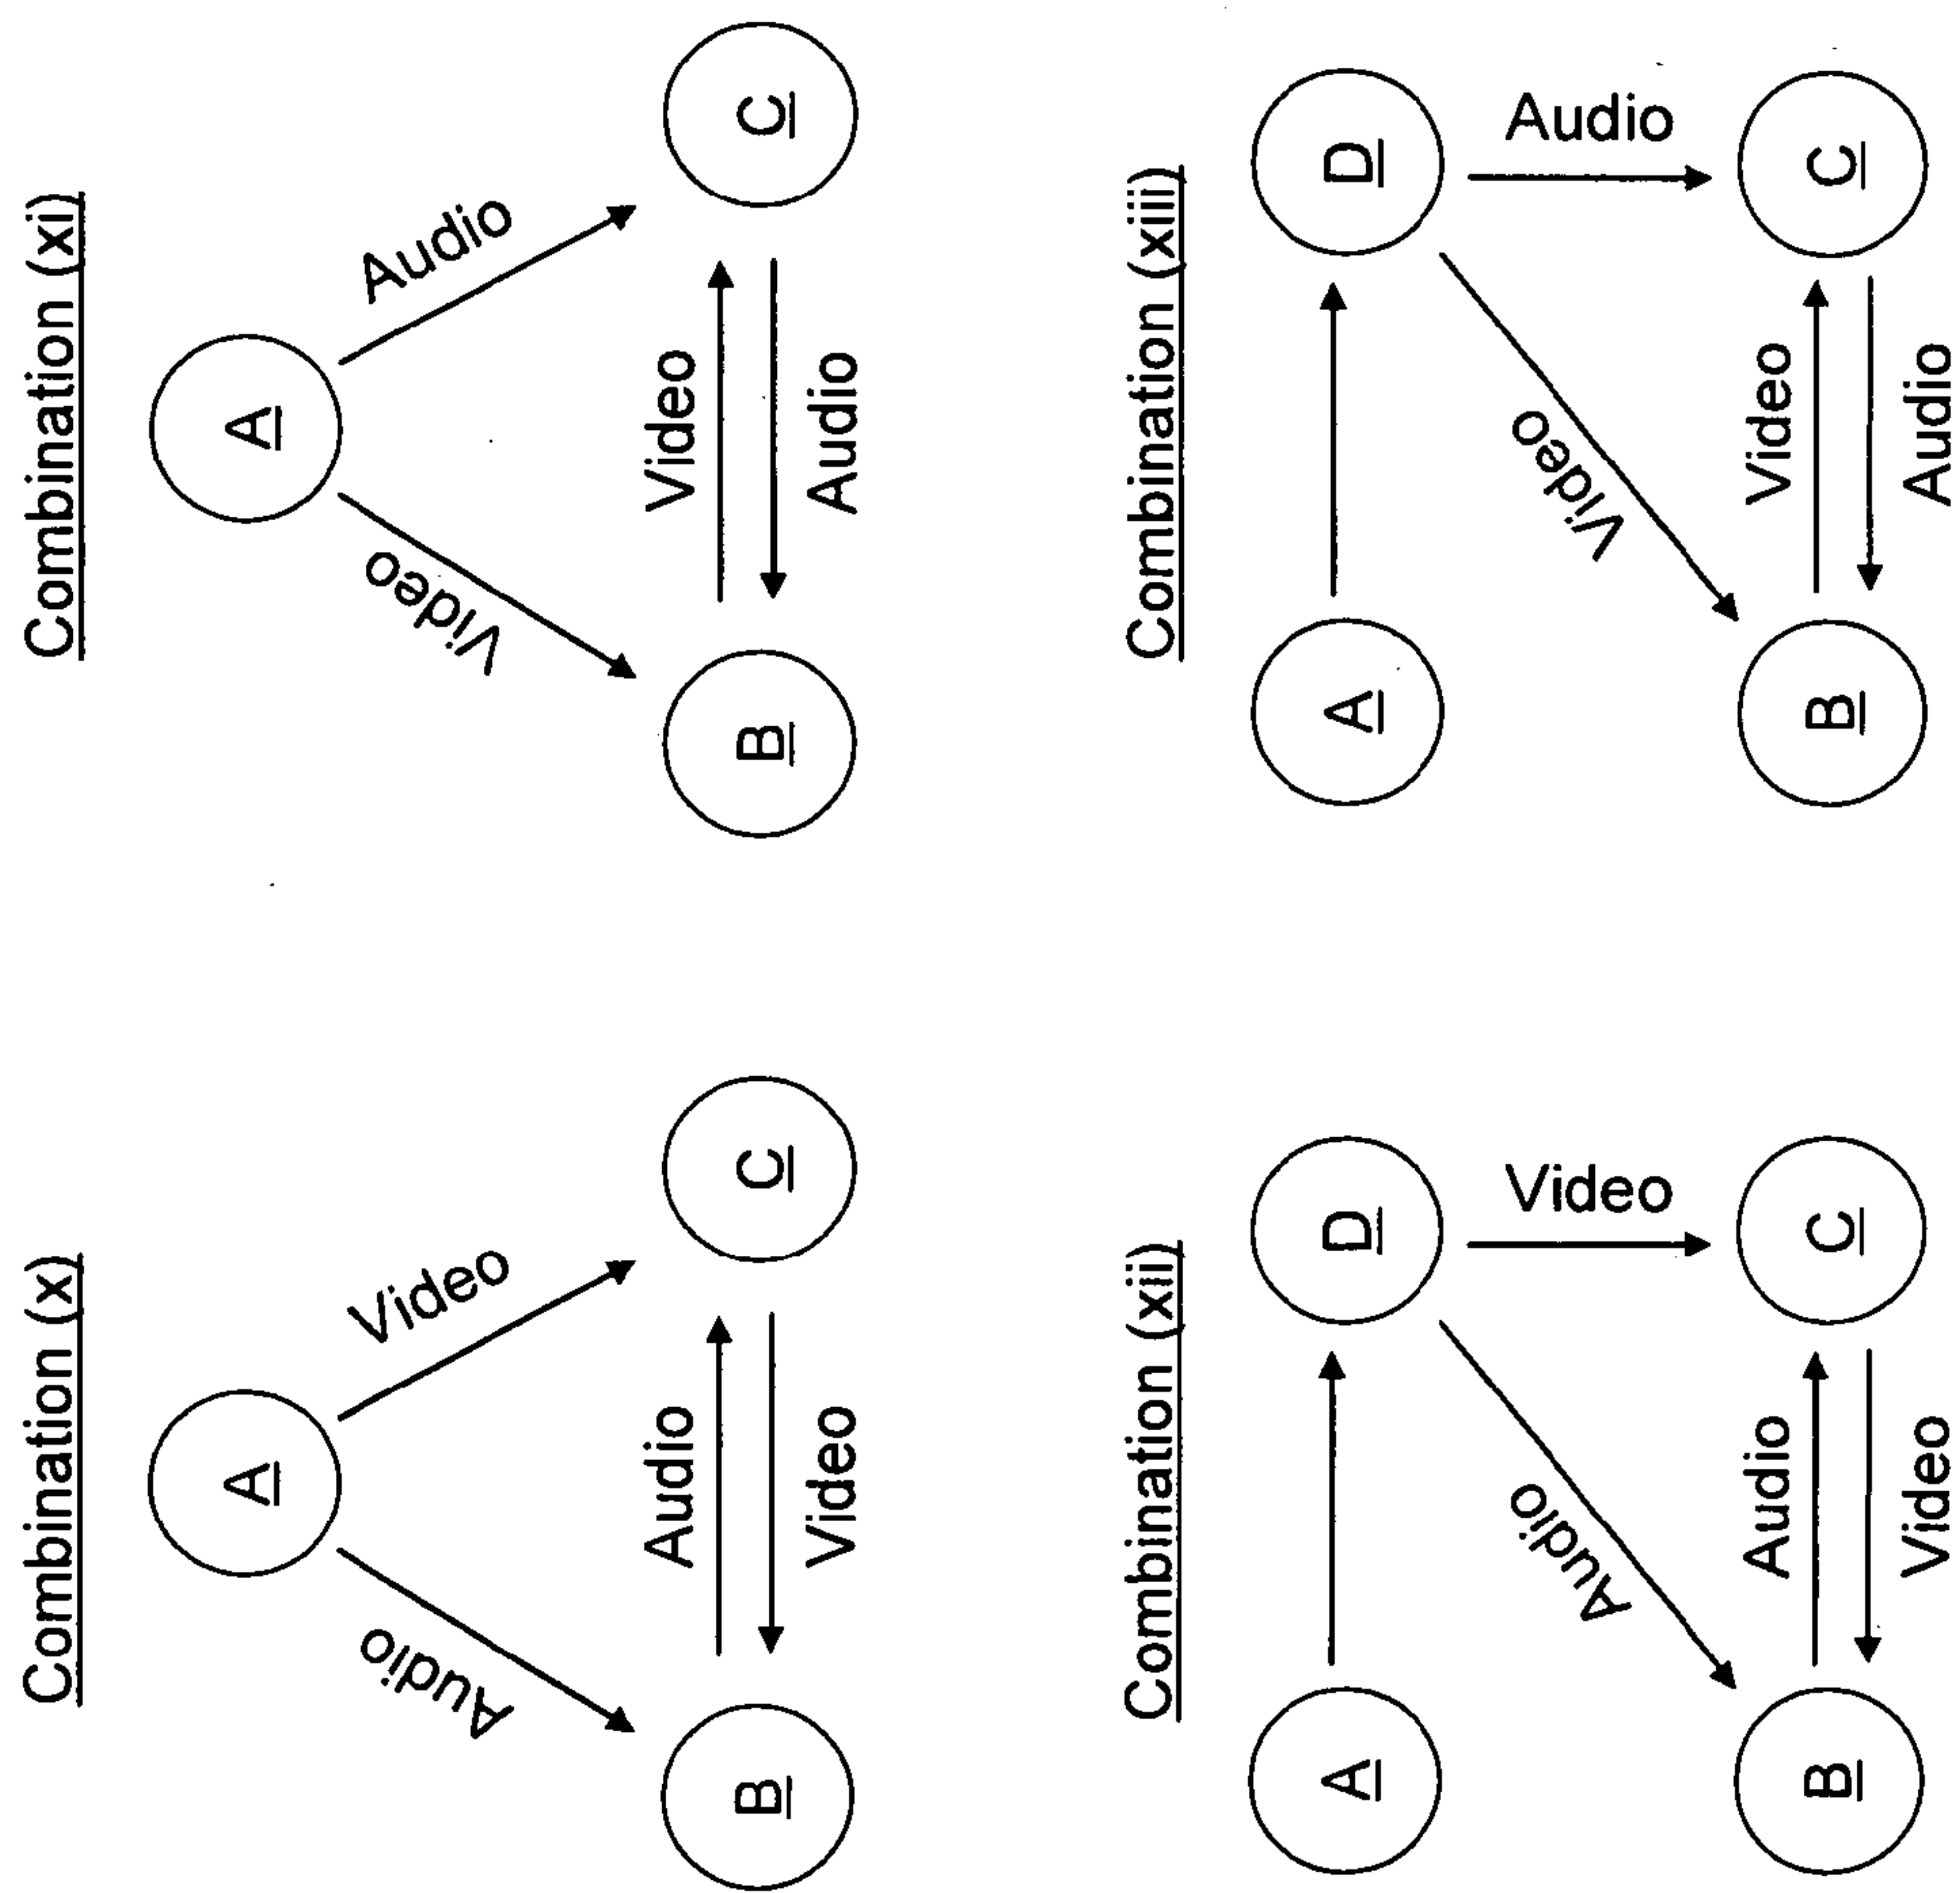 Combination (x)
A
Audio
Video
Audio
Video
B
C
Combination (xi)
A
Video
Audio
Video
Audio
B
C
Combination (xii)
A
D
Audio
Video
Audio
Video
B
C
Combination (xiii)
A
D
Video
Audio
Video
Audio
B
C